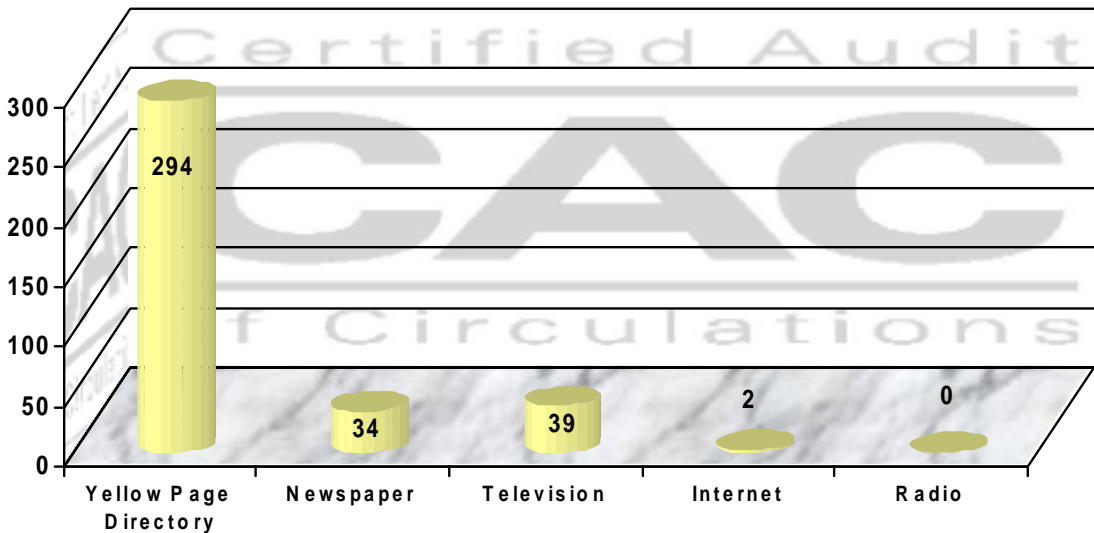 Certified Audit
CAC
of Circulations
300
250
200
150
100
50
0
294
34
39
2
0
Yellow Page
Directory
Newspaper
Television
Internet
Radio